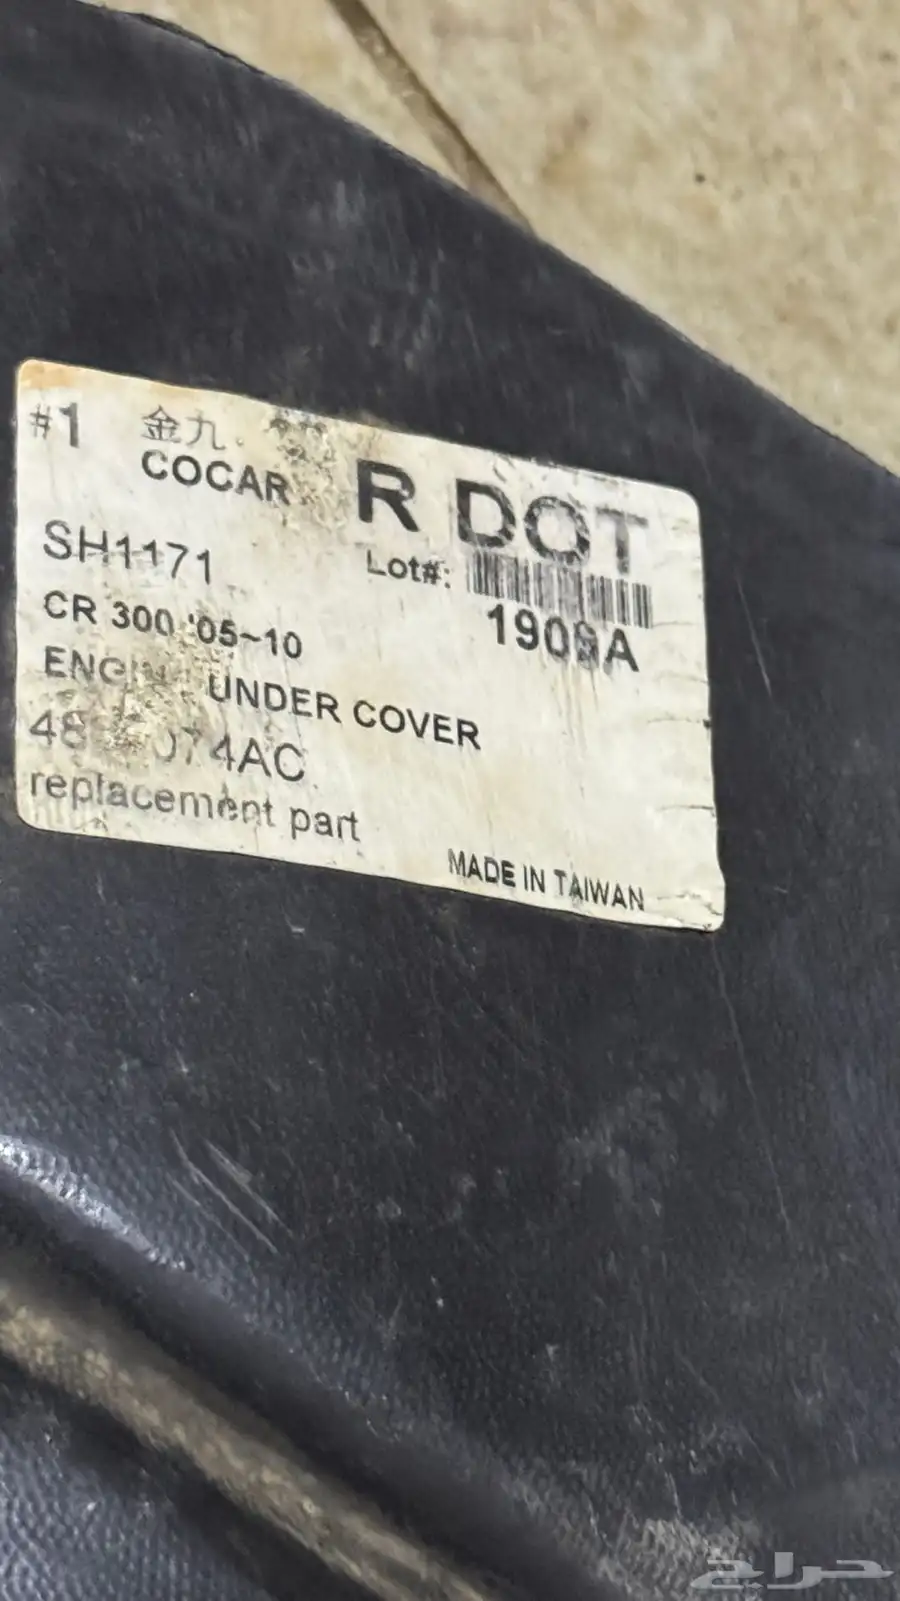 #1 金九
COCAR R DOT
SH1171 Lot#:
CR 300 '05~10
UNDER COVER
replacement part
MADE IN TAIWAN
حراج